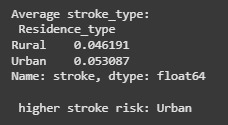 Average stroke_type:
Residence_type
Rural    0.046191
Urban    0.053087
Name: stroke, dtype: float64
higher stroke risk: Urban